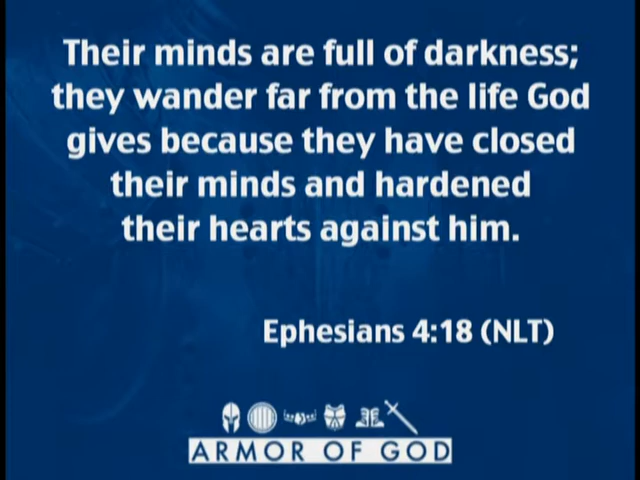 Their minds are full of darkness;
they wander far from the life God
gives because they have closed
their minds and hardened
their hearts against him.
Ephesians 4:18 (NLT)
ARMOR OF GOD